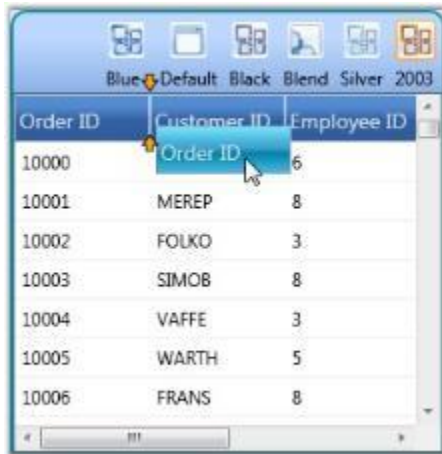 Blue Default Black Blend Silver 2003
Order ID Customer ID Employee ID
Order ID
10000 6
10001 MEREP 8
10002 FOLKO 3
10003 SIMOB 8
10004 VAFFE 3
10005 WARTH 5
10006 FRANS 8